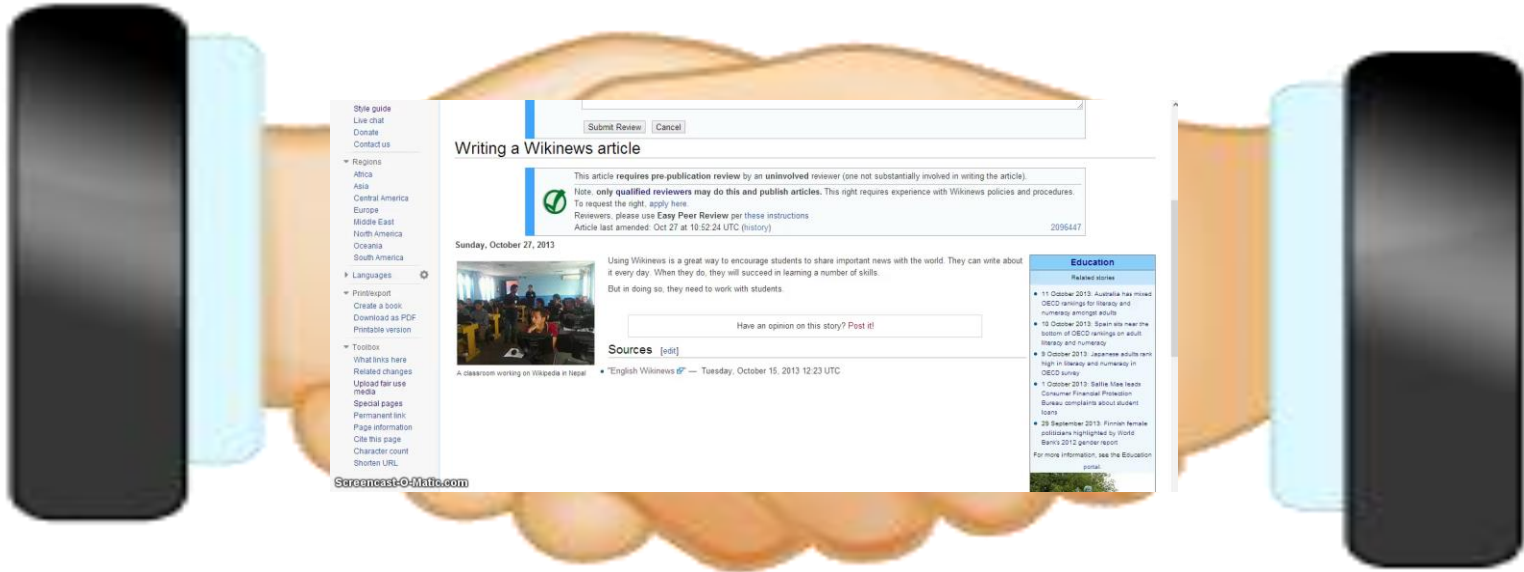 Style guide
Live chat
Donate
Contact us
Regions
Africa
Asia
Central America
Europe
Middle East
North America
Oceania
South America
Languages
Print/export
Create a book
Download as PDF
Printable version
Toolbox
What links here
Related changes
Upload fair use
media
Special pages
Permanent link
Page information
Cite this page
Character count
Shorten URL
Submit Review Cancel
Writing a Wikinews article
This article requires pre-publication review by an uninvolved reviewer (one not substantially involved in writing the article).
Note, only qualified reviewers may do this and publish articles. This right requires experience with Wikinews policies and procedures.
To request the right, apply here.
Reviewers, please use Easy Peer Review per these instructions
Article last amended: Oct 27 at 10:52:24 UTC (history) 2096447
Sunday, October 27, 2013
A classroom working on Wikipedia in Nepal
Using Wikinews is a great way to encourage students to share important news with the world. They can write about
it every day. When they do, they will succeed in learning a number of skills.
But in doing so, they need to work with students.
Have an opinion on this story? Post it!
Sources [edit]
• "English Wikinews — Tuesday, October 15, 2013 12:23 UTC
Education
Related stories
• 11 October 2013: Australia has mixed
OECD rankings for literacy and
numeracy amongst adults
• 10 October 2013: Spain sits near the
bottom of OECD rankings on adult
literacy and numeracy
• 9 October 2013: Japanese adults rank
high in literacy and numeracy in
OECD survey
• 1 October 2013: Sallie Mae leads
Consumer Financial Protection
Bureau complaints about student
loans
• 29 September 2013: Finnish female
politicians highlighted by World
Bank's 2012 gender report
For more information, see the Education
portal.
Screencast-O-Matic.com